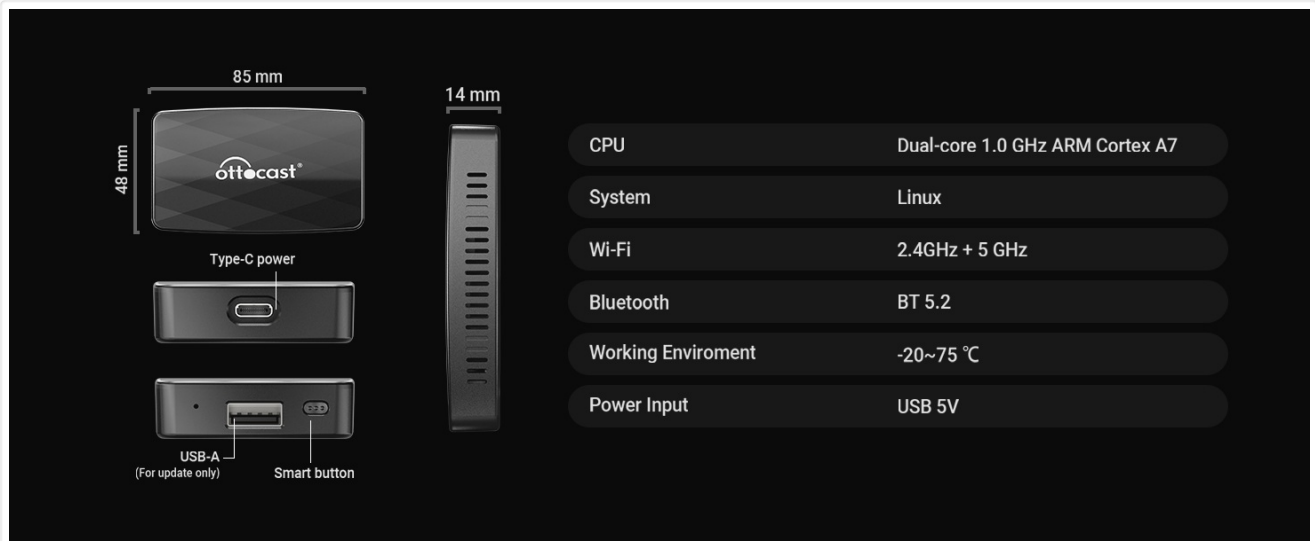 85 mm
14 mm
48 mm
ottocast®
Type-C power
USB-A
(For update only)
Smart button
CPU Dual-core 1.0 GHz ARM Cortex A7
System Linux
Wi-Fi 2.4GHz + 5 GHz
Bluetooth BT 5.2
Working Enviroment -20~75 ℃
Power Input USB 5V